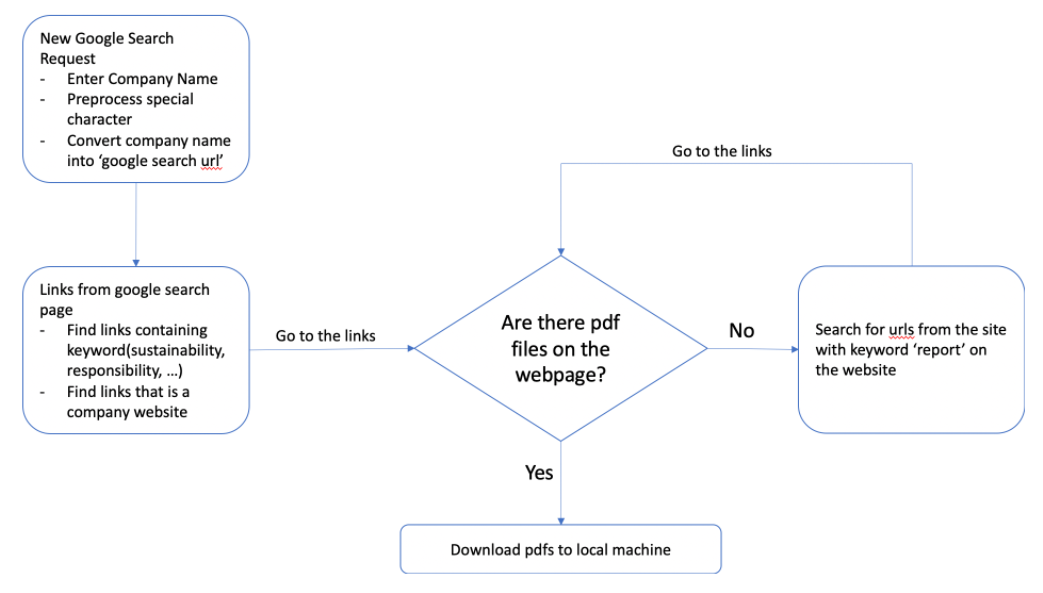 New Google Search
Request
- Enter Company Name
- Preprocess special
character
- Convert company name
into ‘google search url’
Go to the links
Links from google search
page
- Find links containing
keyword(sustainability,
responsibility, ...)
- Find links that is a
company website
Go to the links
Are there pdf
files on the
webpage?
No
Search for urls from the site
with keyword ‘report’ on
the website
Yes
Download pdfs to local machine